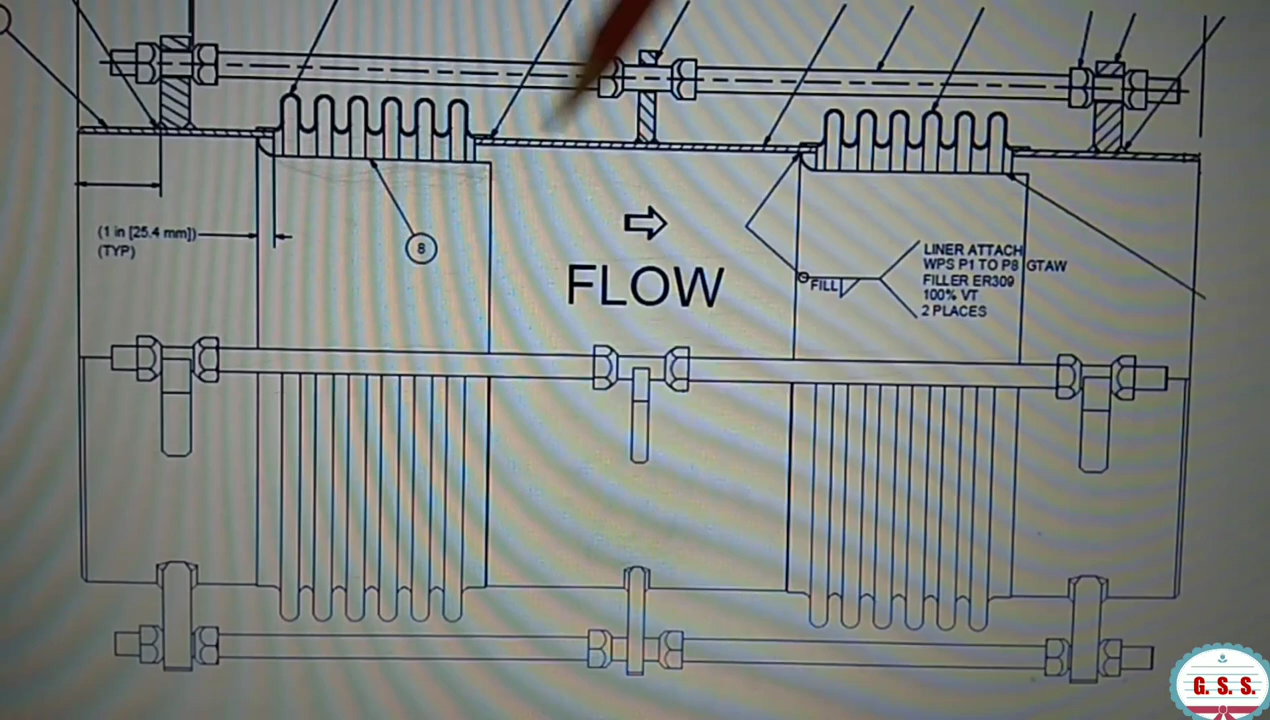 (1 in [25.4 mm])
(TYP)
8
FLOW
FILL
LINER ATTACH
WPS P1 TO P8 GTAW
FILLER ER309
100% VT
2 PLACES
G. S. S.